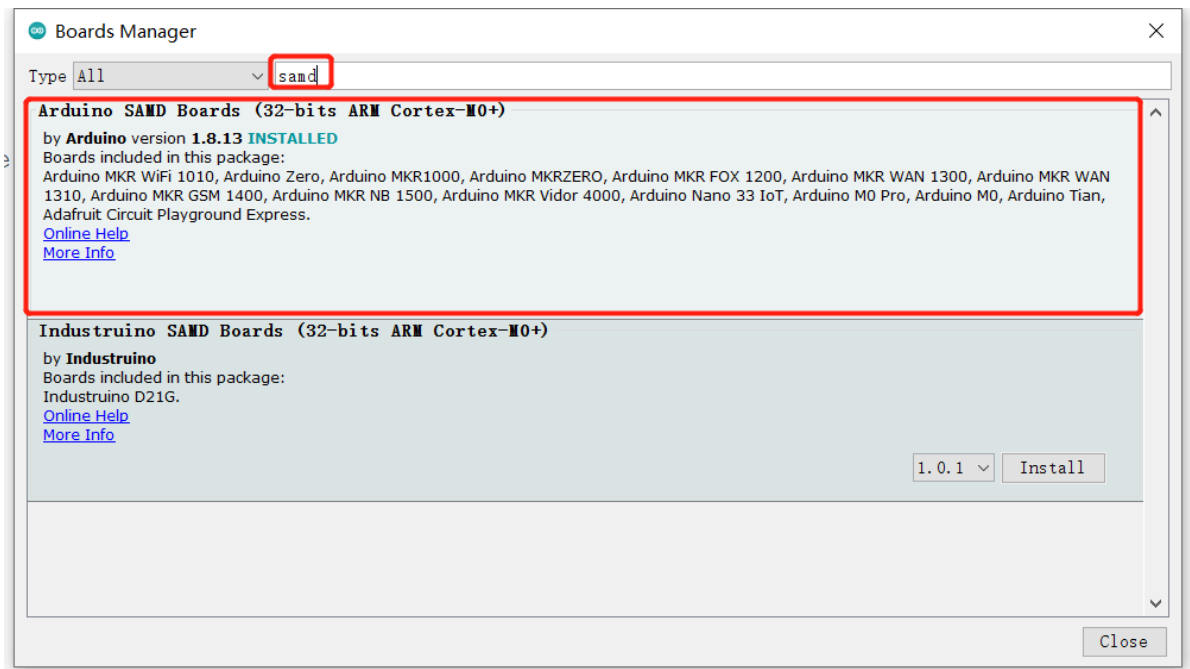 Boards Manager
Type All samd
Arduino SAMD Boards (32-bits ARM Cortex-M0+)
by Arduino version 1.8.13 INSTALLED
Boards included in this package:
Arduino MKR WiFi 1010, Arduino Zero, Arduino MKR1000, Arduino MKRZERO, Arduino MKR FOX 1200, Arduino MKR WAN 1300, Arduino MKR WAN
1310, Arduino MKR GSM 1400, Arduino MKR NB 1500, Arduino MKR Vidor 4000, Arduino Nano 33 IoT, Arduino M0 Pro, Arduino M0, Arduino Tian,
Adafruit Circuit Playground Express.
Online Help
More Info
Industruino SAMD Boards (32-bits ARM Cortex-M0+)
by Industruino
Boards included in this package:
Industruino D21G.
Online Help
More Info
1.0.1 Install
Close